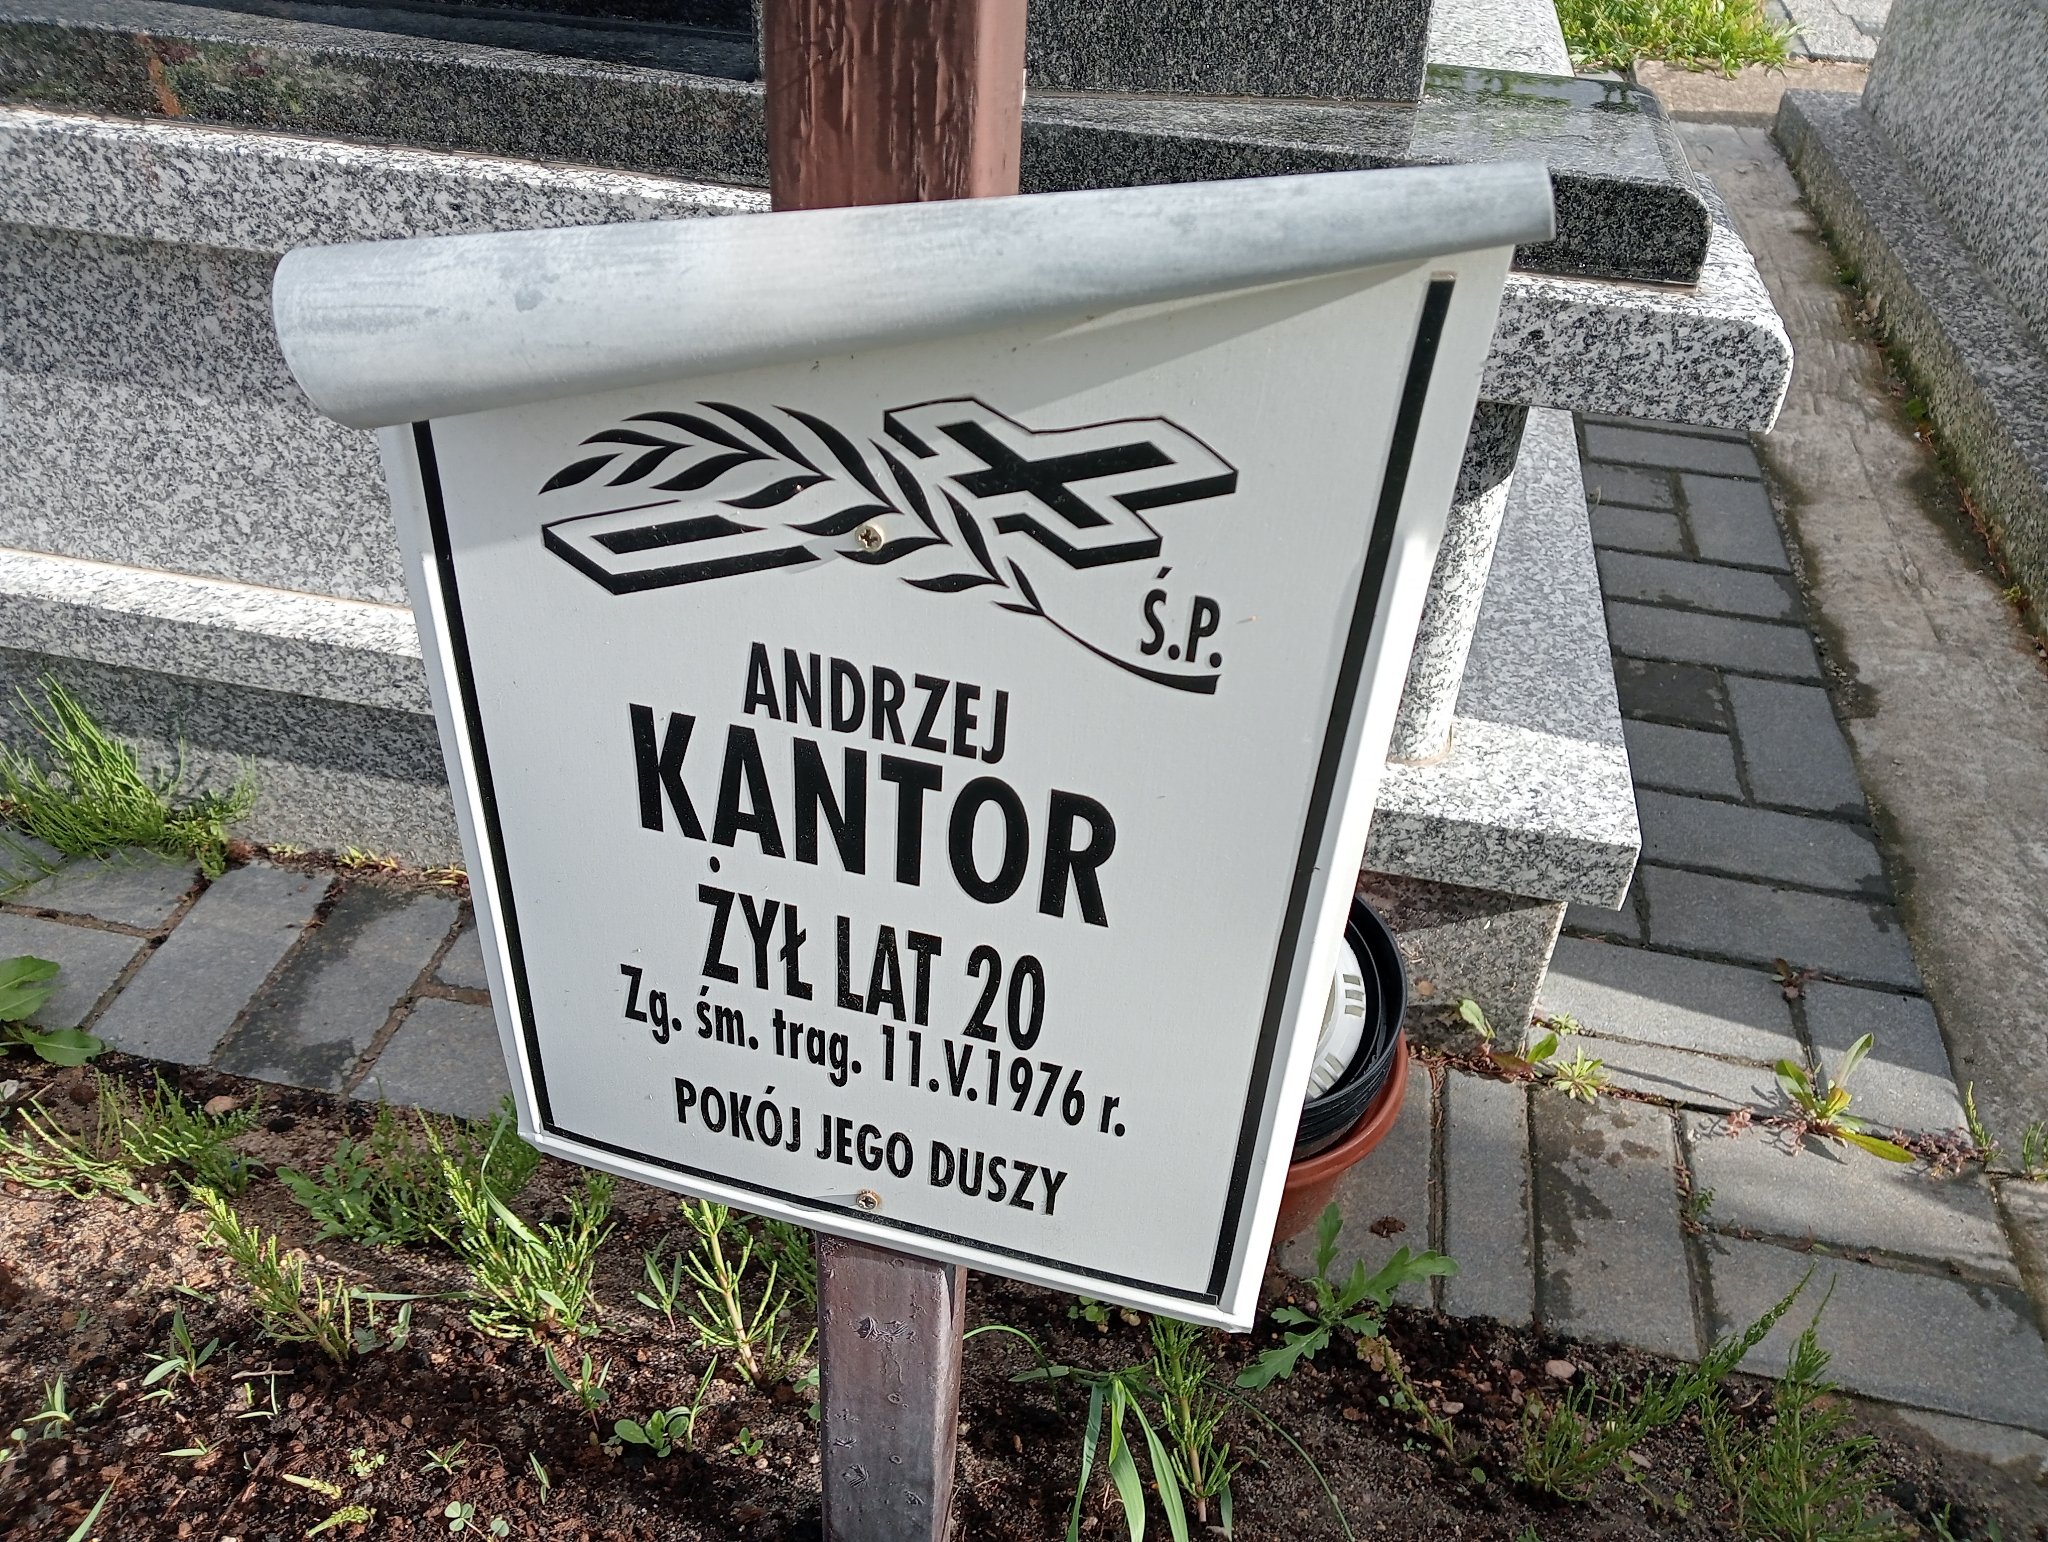 Ś.P.
ANDRZEJ
KANTOR
ŻYŁ LAT 20
Zg. śm. trag. 11.V.1976 r.
POKÓJ JEGO DUSZY